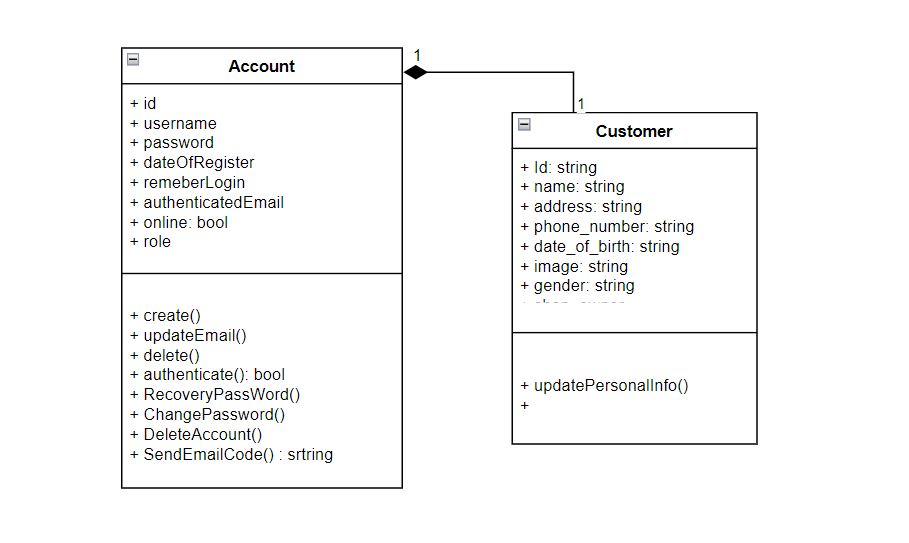 Account
+ id
+ username
+ password
+ dateOfRegister
+ remeberLogin
+ authenticatedEmail
+ online: bool
+ role
+ create()
+ updateEmail()
+ delete()
+ authenticate(): bool
+ RecoveryPassWord()
+ ChangePassword()
+ DeleteAccount()
+ SendEmailCode() : srtring
1
1
Customer
+ Id: string
+ name: string
+ address: string
+ phone_number: string
+ date_of_birth: string
+ image: string
+ gender: string
+ updatePersonalInfo()
+